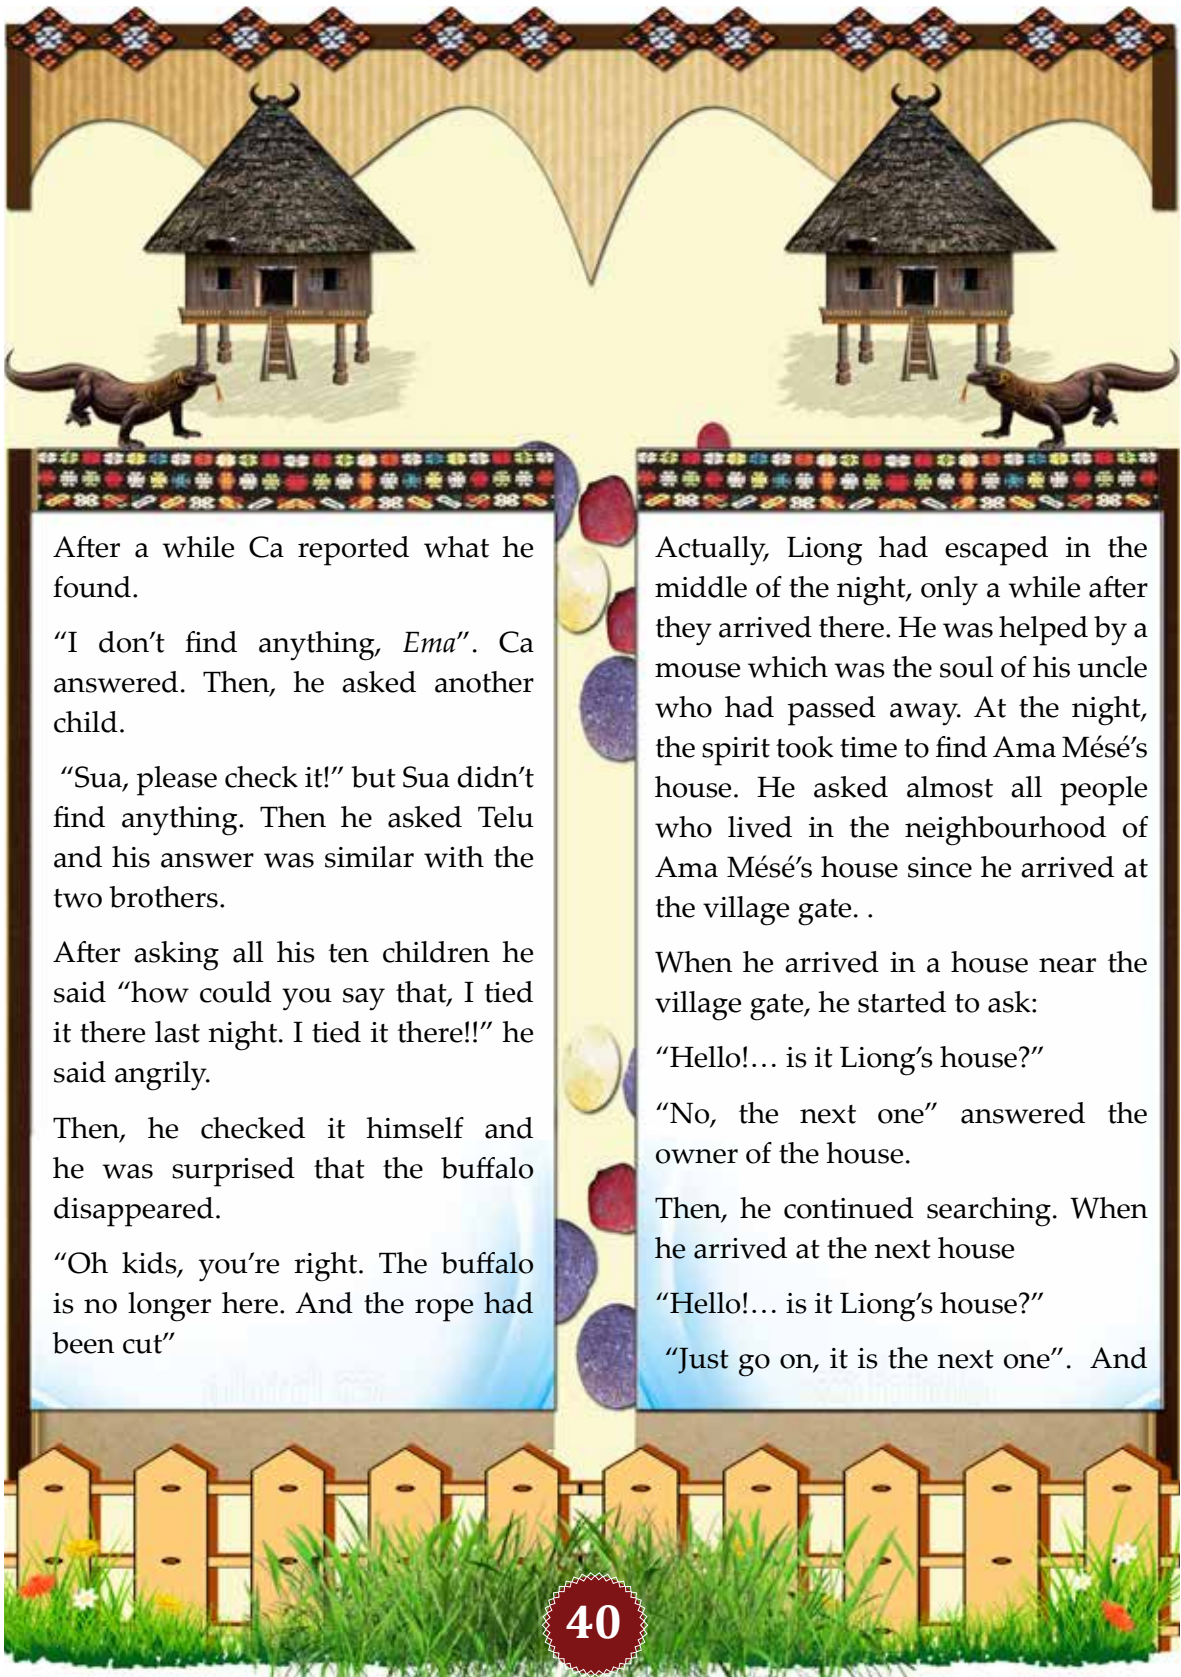 After a while Ca reported what he
found.
“I don’t find anything, Ema”. Ca
answered. Then, he asked another
child.
“Sua, please check it!” but Sua didn’t
find anything. Then he asked Telu
and his answer was similar with the
two brothers.
After asking all his ten children he
said “how could you say that, I tied
it there last night. I tied it there!!” he
said angrily.
Then, he checked it himself and
he was surprised that the buffalo
disappeared.
“Oh kids, you’re right. The buffalo
is no longer here. And the rope had
been cut”
Actually, Liong had escaped in the
middle of the night, only a while after
they arrived there. He was helped by a
mouse which was the soul of his uncle
who had passed away. At the night,
the spirit took time to find Ama Mésé’s
house. He asked almost all people
who lived in the neighbourhood of
Ama Mésé’s house since he arrived at
the village gate. .
When he arrived in a house near the
village gate, he started to ask:
“Hello!… is it Liong’s house?”
“No, the next one” answered the
owner of the house.
Then, he continued searching. When
he arrived at the next house
“Hello!… is it Liong’s house?”
“Just go on, it is the next one”. And
40